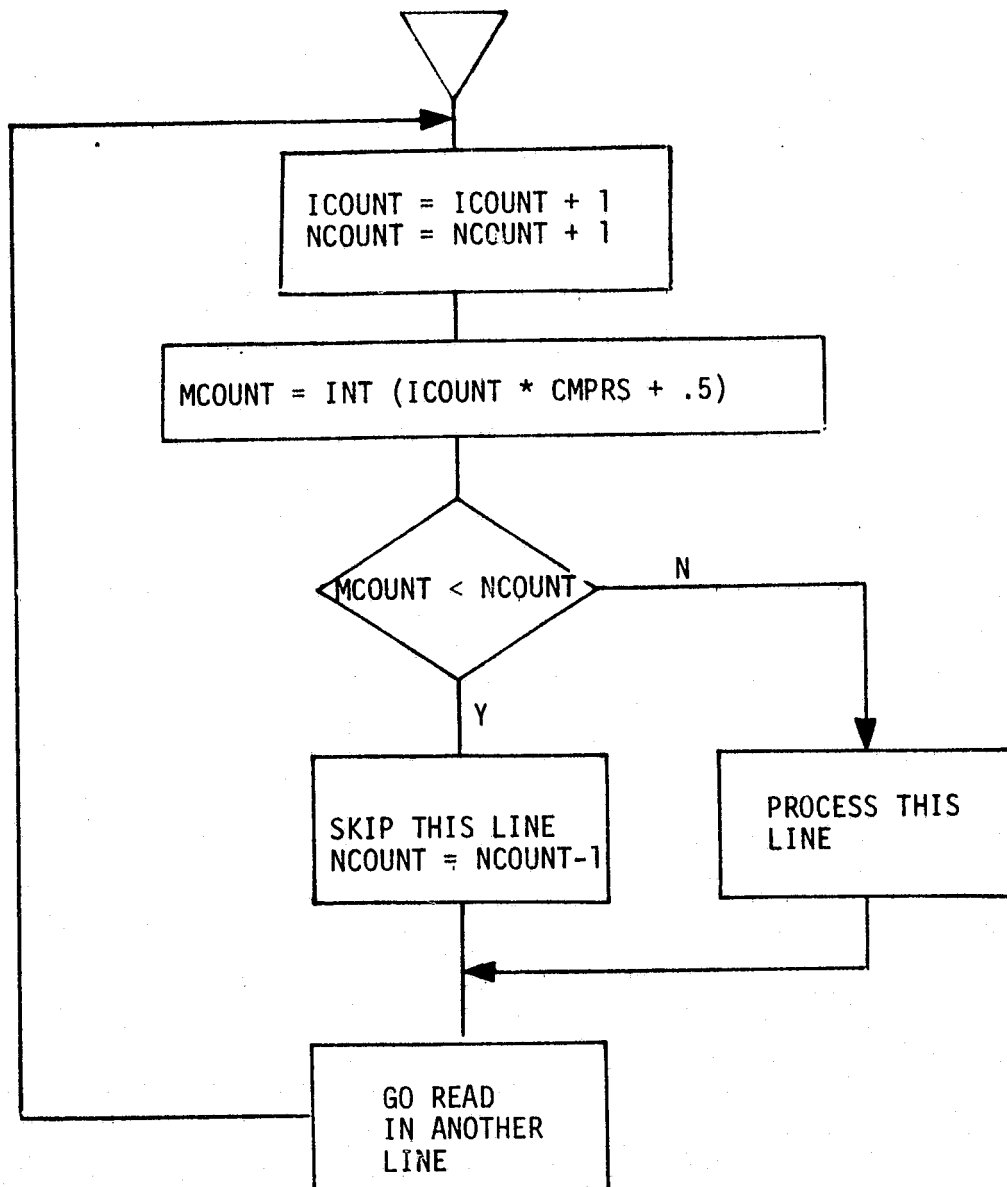 ICOUNT = ICOUNT + 1
NCOUNT = NCOUNT + 1
MCOUNT = INT (ICOUNT * CMPRS + .5)
MCOUNT < NCOUNT
N
Y
SKIP THIS LINE
NCOUNT = NCOUNT-1
PROCESS THIS
LINE
GO READ
IN ANOTHER
LINE